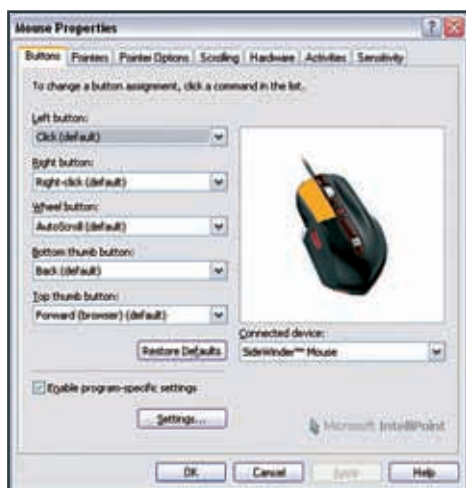 Mouse Properties
Buttons Pointers Pointer Options Scrolling Hardware Activities Sensitivity
To change a button assignment, click a command in the list.
Left button:
Click (default)
Right button:
Right-click (default)
Wheel button:
AutoScroll (default)
Bottom thumb button:
Back (default)
Top thumb button:
Forward (browser) (default)
Restore Defaults
Connected device:
SideWinder™ Mouse
Enable program-specific settings
Settings...
Microsoft IntelliPoint
OK Cancel Apply Help